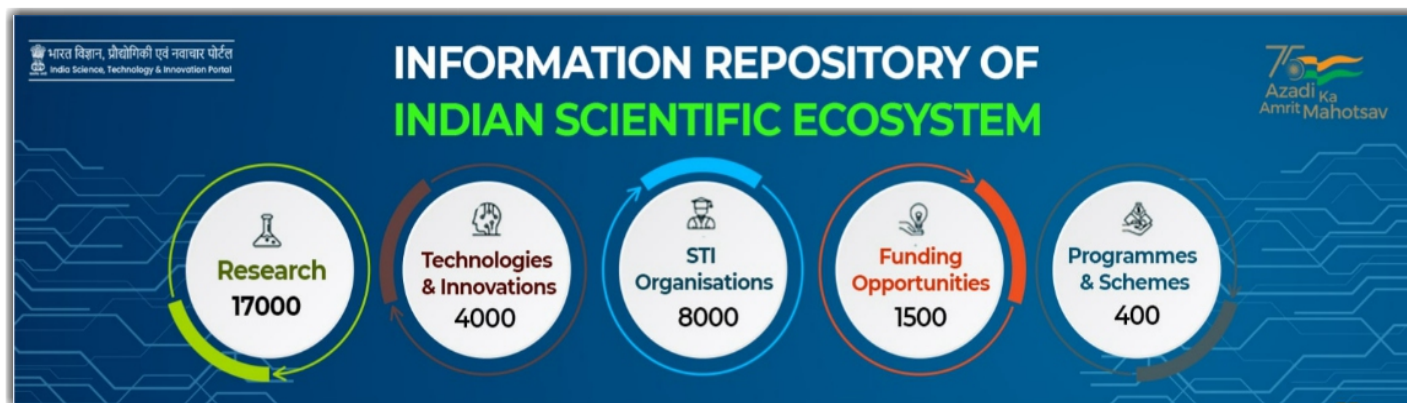 भारत विज्ञान, प्रौद्योगिकी एवं नवाचार पोर्टल
India Science, Technology & Innovation Portal
INFORMATION REPOSITORY OF
INDIAN SCIENTIFIC ECOSYSTEM
75
Azadi Ka
Amrit Mahotsav
Research
17000
Technologies
& Innovations
4000
STI
Organisations
8000
Funding
Opportunities
1500
Programmes
& Schemes
400